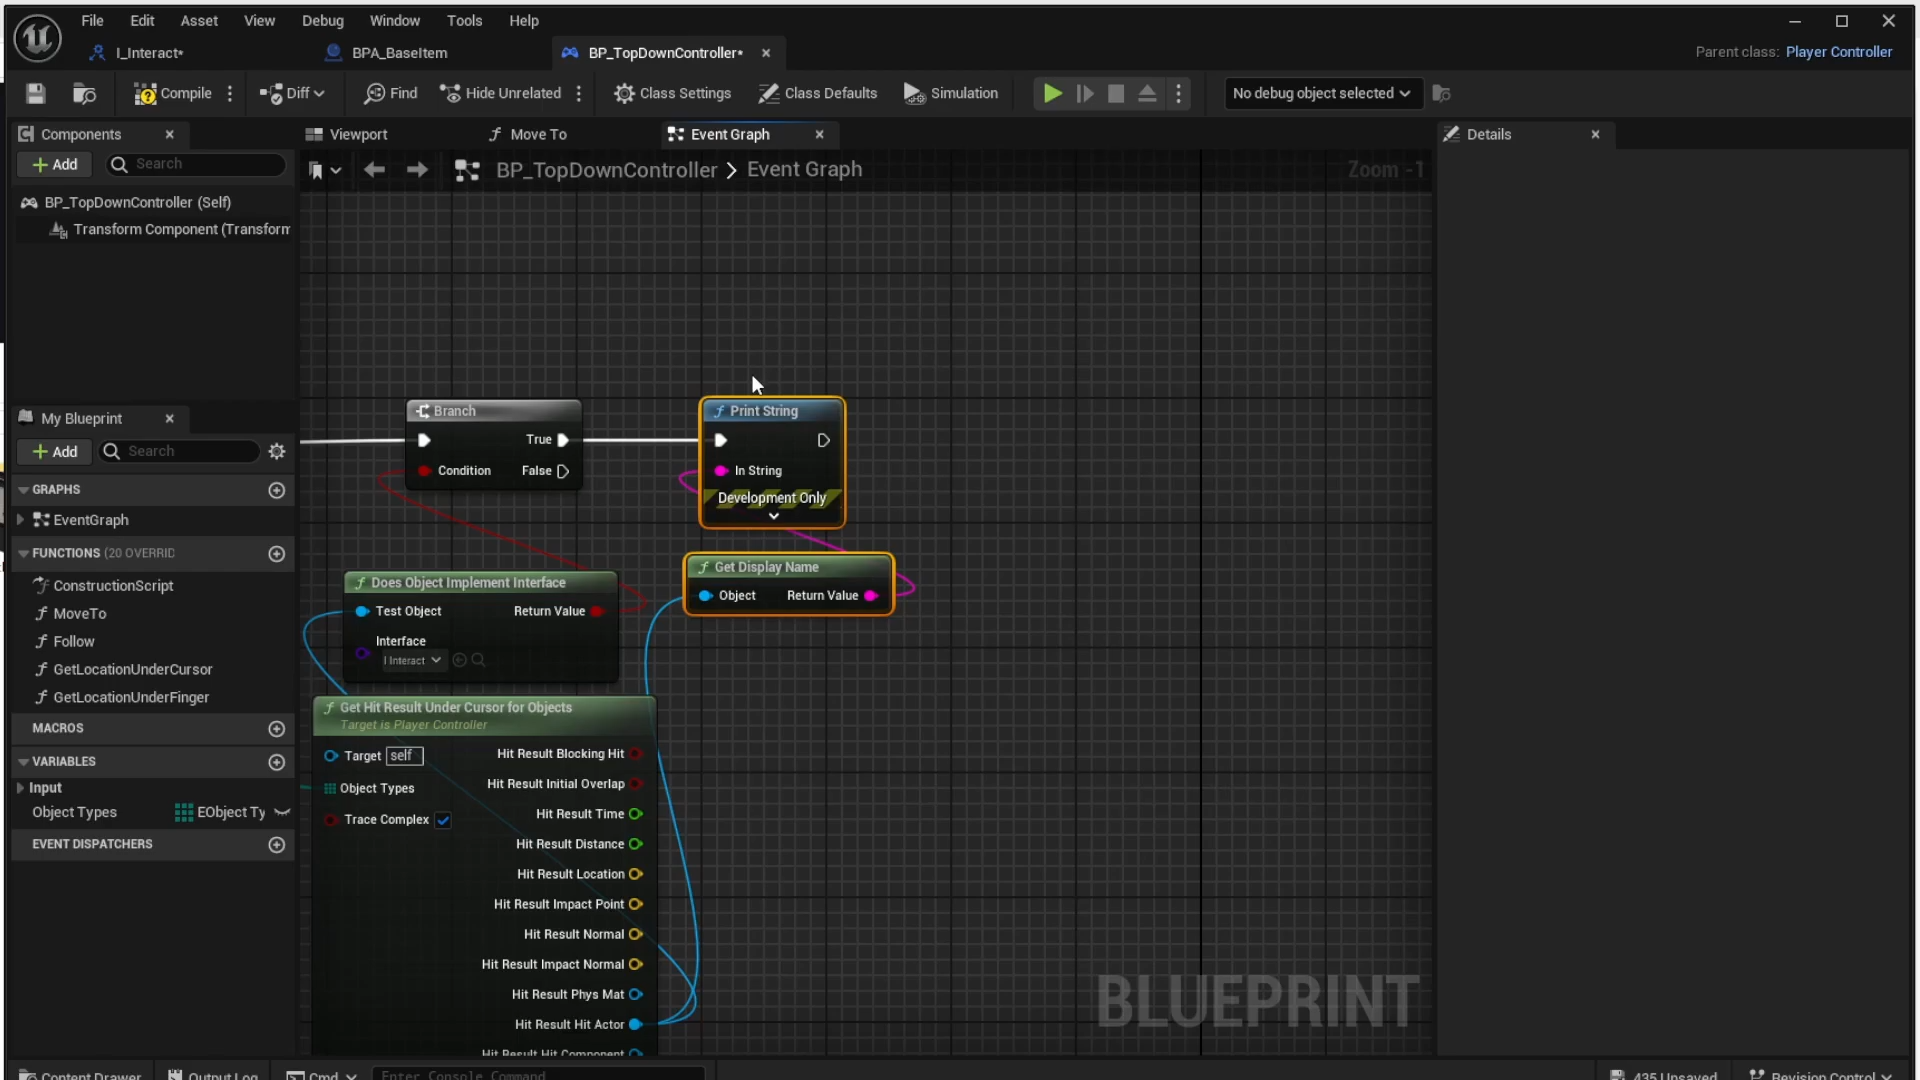 File Edit Asset View Debug Window Tools Help
I_Interact*
BPA_BaseItem
BP_TopDownController*
Parent class: Player Controller
Compile
Diff
Find
Hide Unrelated
Class Settings
Class Defaults
Simulation
No debug object selected
Components
Viewport
Move To
Event Graph
Details
Add
Search
BP_TopDownController
Event Graph
Zoom -1
BP_TopDownController (Self)
Transform Component (Transform
My Blueprint
Add
Search
GRAPHS
EventGraph
FUNCTIONS (20 OVERRID
ConstructionScript
MoveTo
Follow
GetLocationUnderCursor
GetLocationUnderFinger
MACROS
VARIABLES
Input
Object Types
EObject Ty
EVENT DISPATCHERS
Branch
True
Condition
False
Print String
In String
Development Only
Get Display Name
Object
Return Value
Does Object Implement Interface
Test Object
Return Value
Interface
I Interact
Get Hit Result Under Cursor for Objects
Target is Player Controller
Target self
Object Types
Trace Complex
Hit Result Blocking Hit
Hit Result Initial Overlap
Hit Result Time
Hit Result Distance
Hit Result Location
Hit Result Impact Point
Hit Result Normal
Hit Result Impact Normal
Hit Result Phys Mat
Hit Result Hit Actor
Hit Result Hit Component
BLUEPRINT
Content Drawer
Output Log
Cmd
Enter Console Command
435 Unsaved
Revision Control